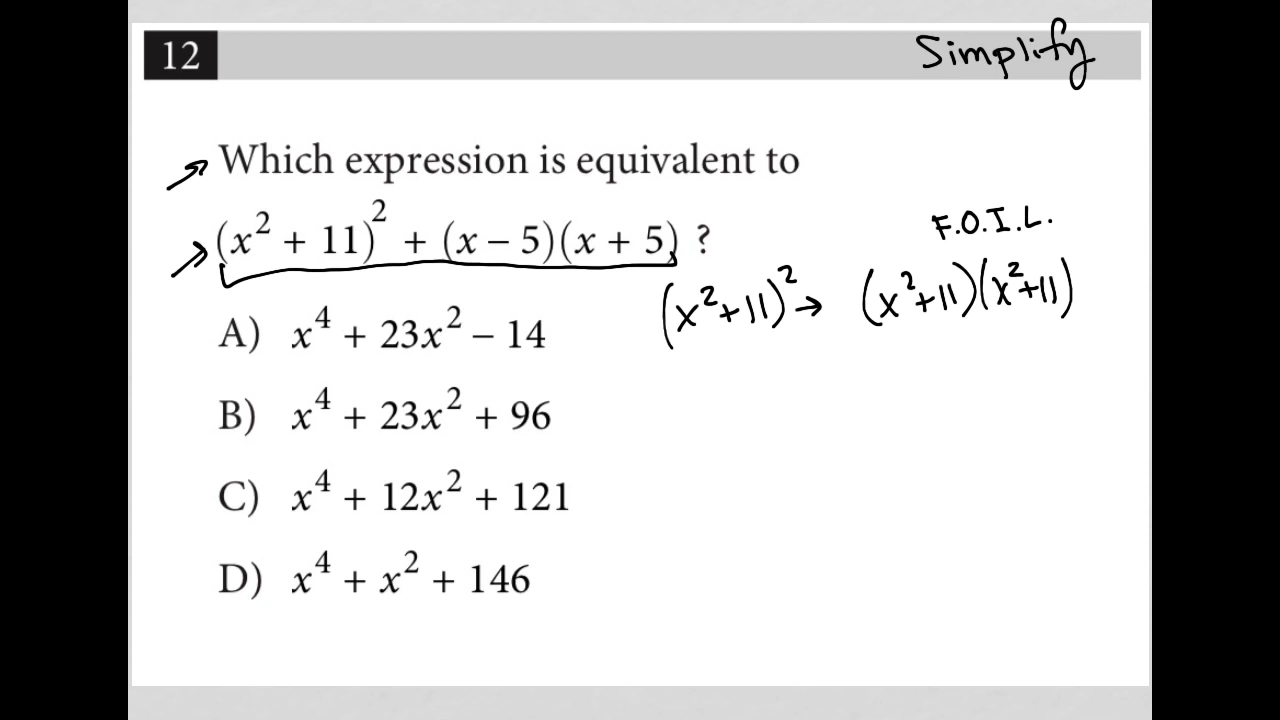 12 Simplify
Which expression is equivalent to
(x² + 11)² + (x − 5)(x + 5) ?
F.O.I.L.
(x²+11)² → (x²+11)(x²+11)
A) x⁴ + 23x² − 14
B) x⁴ + 23x² + 96
C) x⁴ + 12x² + 121
D) x⁴ + x² + 146